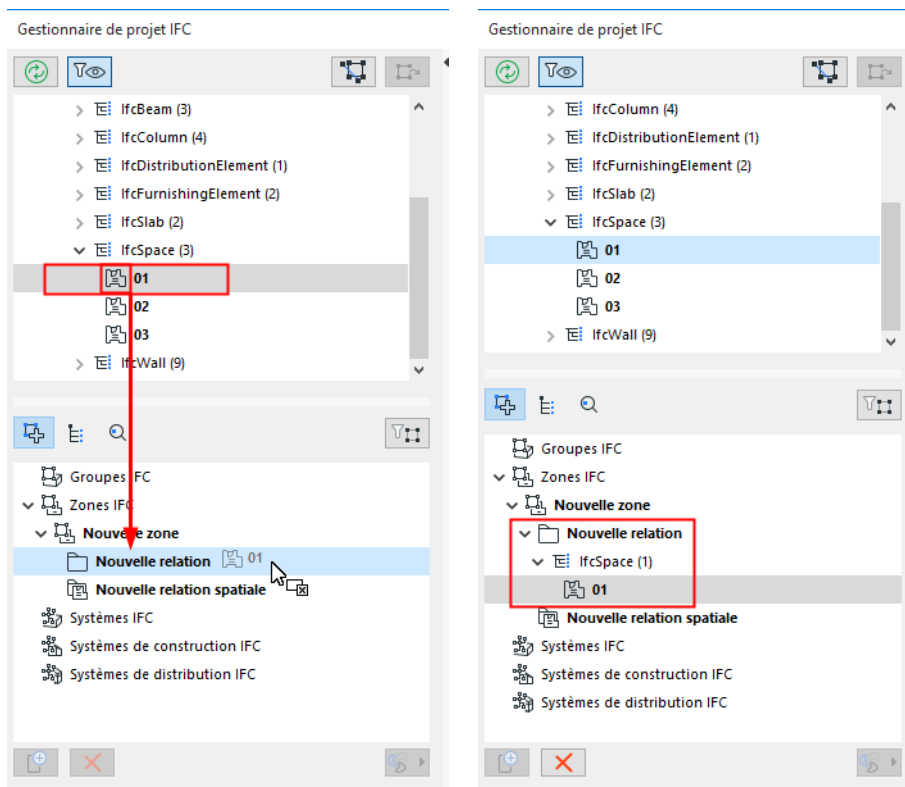 Gestionnaire de projet IFC
IfcBeam (3)
IfcColumn (4)
IfcDistributionElement (1)
IfcFurnishingElement (2)
IfcSlab (2)
IfcSpace (3)
01
02
03
IfcWall (9)
Groupes IFC
Zones IFC
Nouvelle zone
Nouvelle relation 01
Nouvelle relation spatiale
Systèmes IFC
Systèmes de construction IFC
Systèmes de distribution IFC
Gestionnaire de projet IFC
IfcColumn (4)
IfcDistributionElement (1)
IfcFurnishingElement (2)
IfcSlab (2)
IfcSpace (3)
01
02
03
IfcWall (9)
Groupes IFC
Zones IFC
Nouvelle zone
Nouvelle relation
IfcSpace (1)
01
Nouvelle relation spatiale
Systèmes IFC
Systèmes de construction IFC
Systèmes de distribution IFC